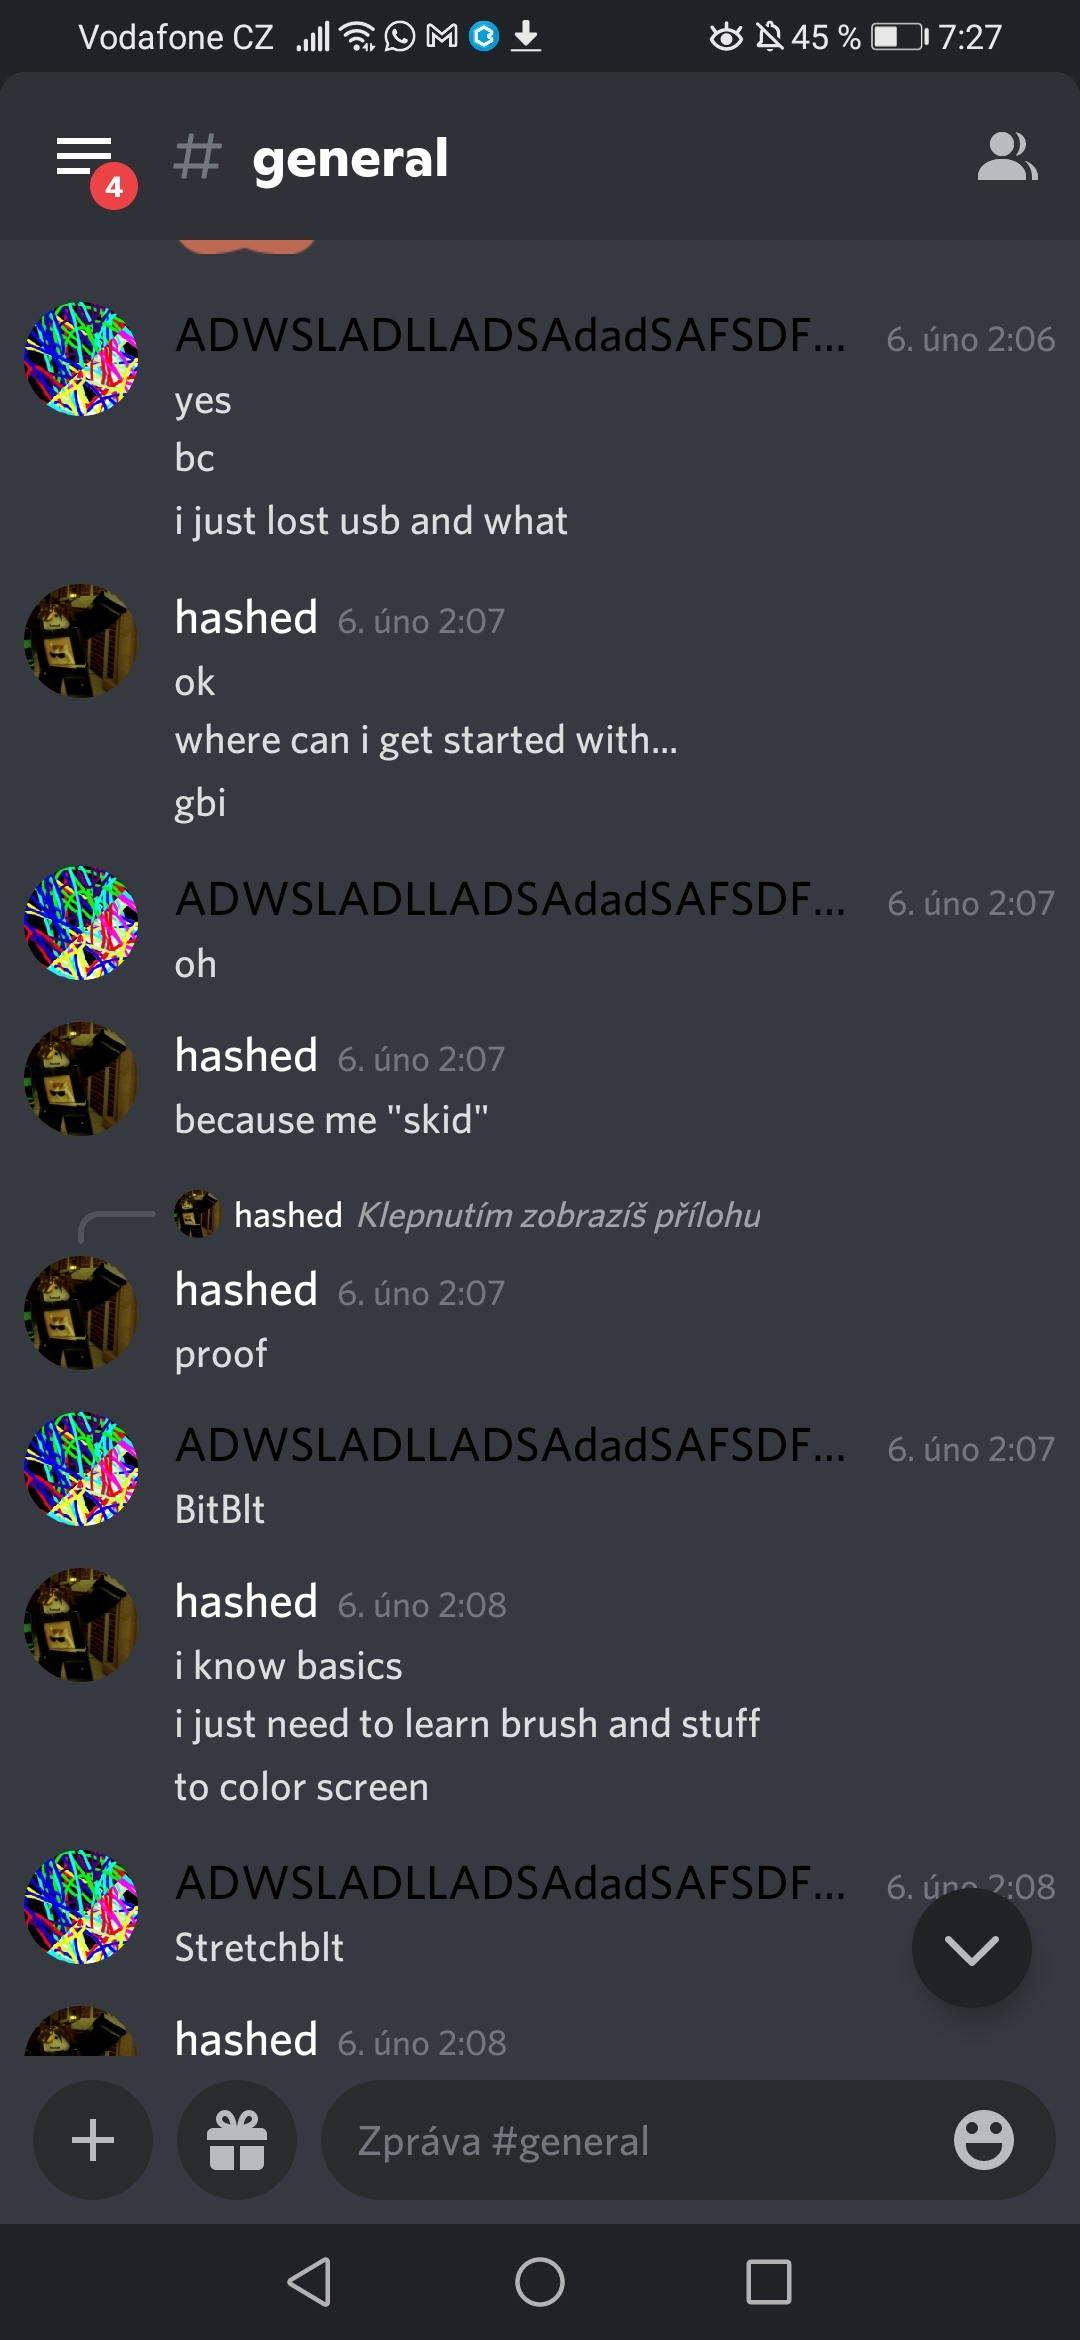 Vodafone CZ 45 % 7:27
4 # general
ADWSLADLLADSAdadSAFSDF... 6. úno 2:06
yes
bc
i just lost usb and what
hashed 6. úno 2:07
ok
where can i get started with...
gbi
ADWSLADLLADSAdadSAFSDF... 6. úno 2:07
oh
hashed 6. úno 2:07
because me "skid"
hashed Klepnutím zobrazíš přílohu
hashed 6. úno 2:07
proof
ADWSLADLLADSAdadSAFSDF... 6. úno 2:07
BitBlt
hashed 6. úno 2:08
i know basics
i just need to learn brush and stuff
to color screen
ADWSLADLLADSAdadSAFSDF... 6. úno 2:08
Stretchblt
hashed 6. úno 2:08
Zpráva #general